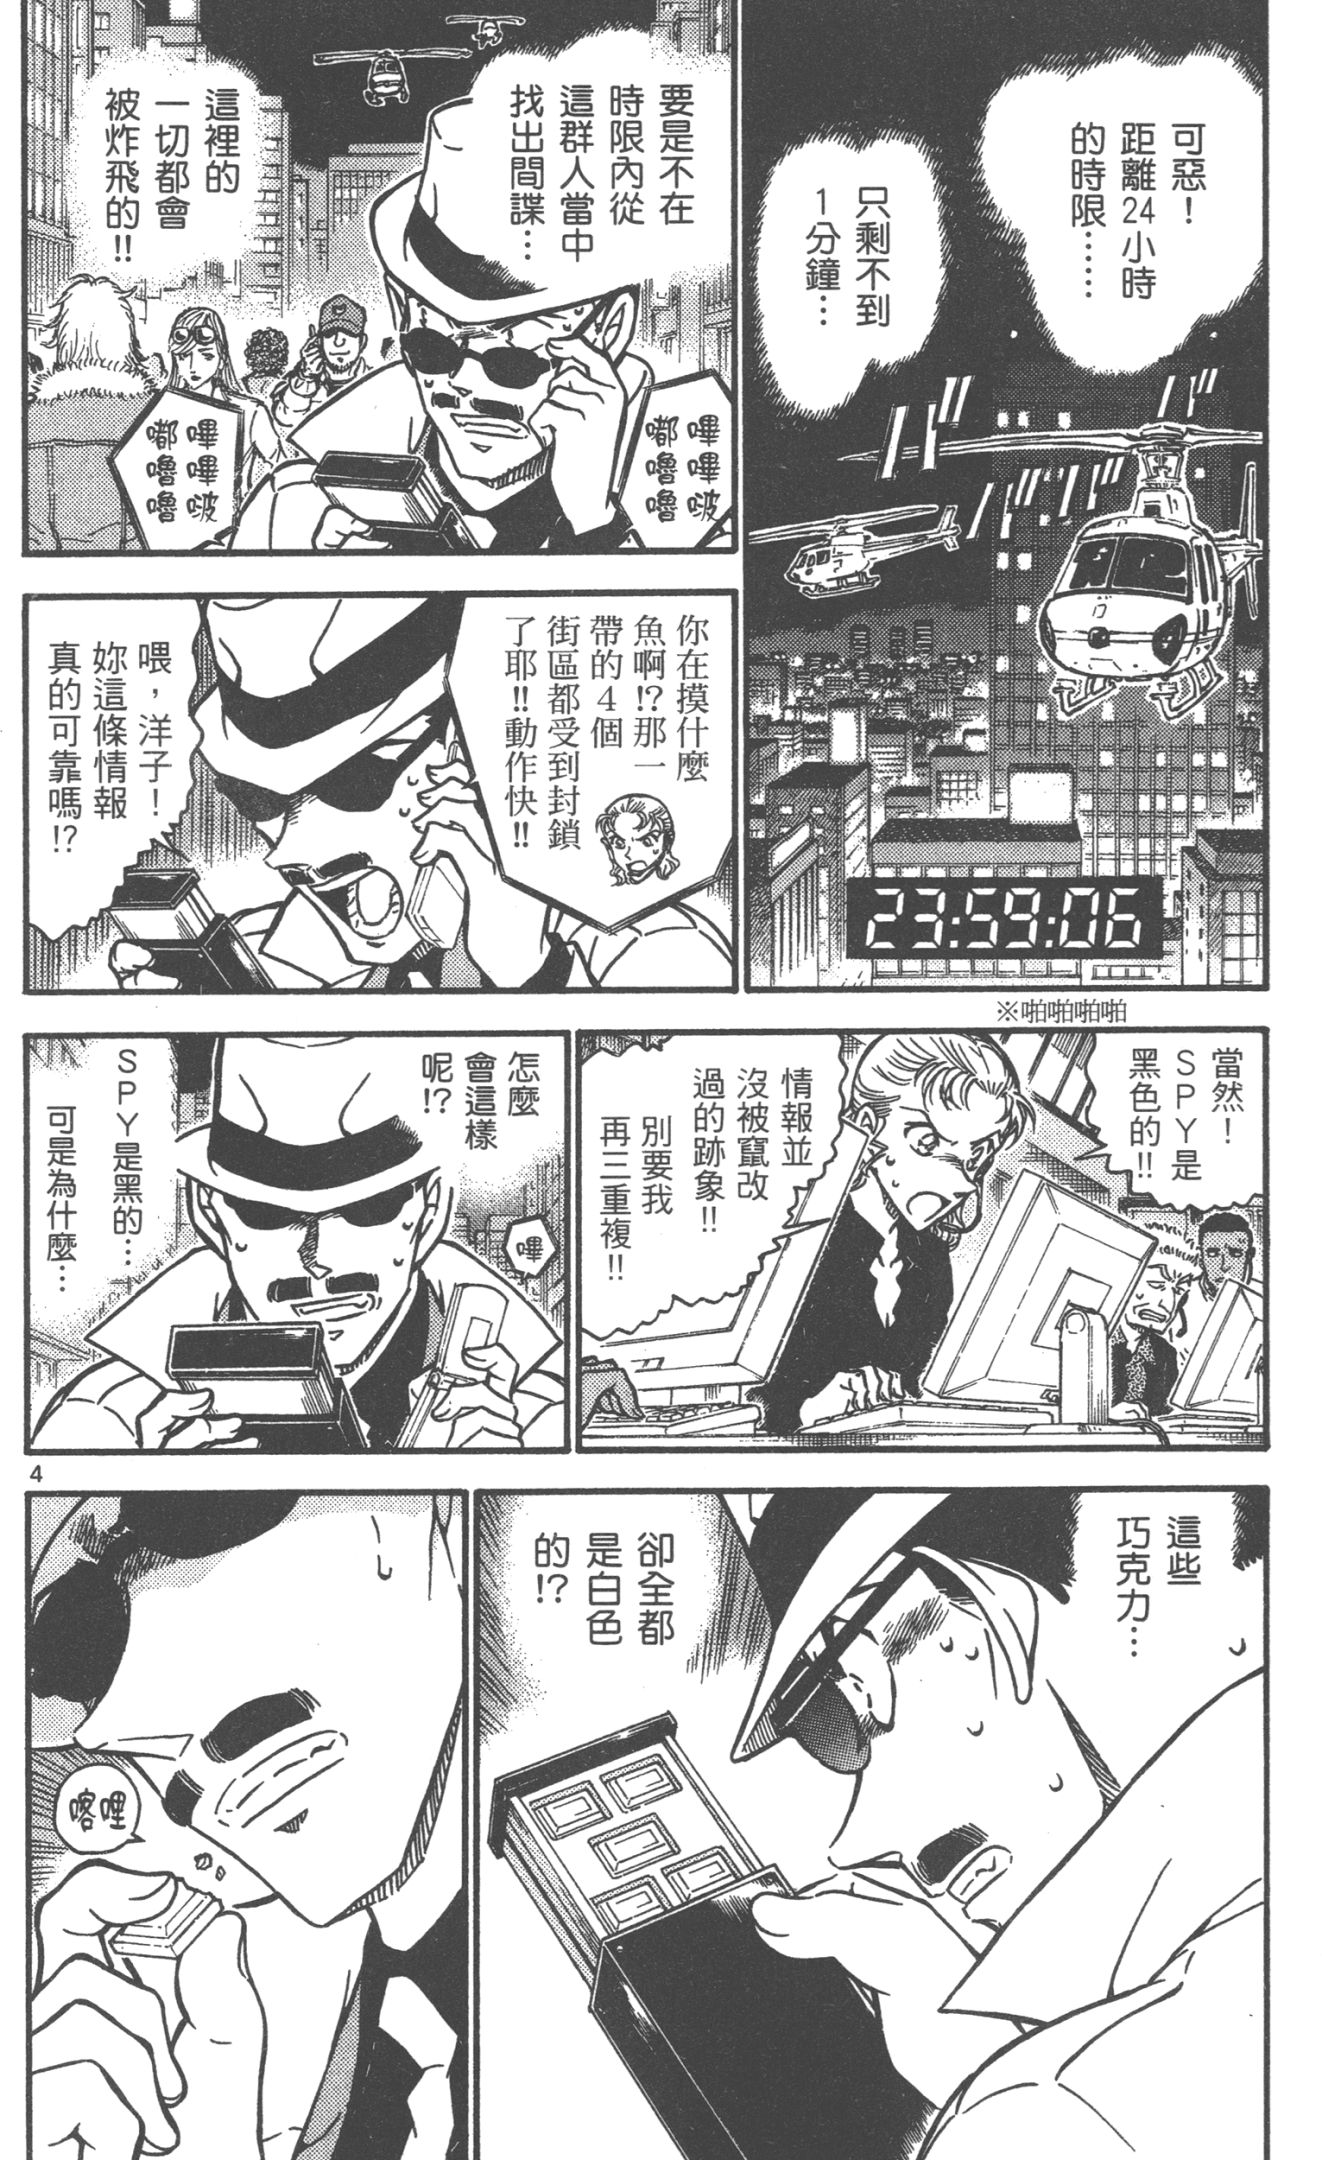 可惡！
距離24小時
的時限……
只剩不到
1分鐘…
23:59:06
要是不在
時限內從
這群人當中
找出間諜…
這裡的
一切都會
被炸飛的!!
嗶嗶啵
嘟嚕嚕
嗶嗶啵
嘟嚕嚕
你在摸什麼
魚啊!?那一
帶的4個
街區都受到封鎖
了耶!!動作快!!
喂，洋子！
妳這條情報
真的可靠嗎!?
※啪啪啪啪
當然！
SPY是
黑色的!!
情報並
沒被竄改
過的跡象!!
別要我
再三重複!!
怎麼
會這樣
呢!?
嗶
SPY是黑的…
可是為什麼…
4
這些
巧克力…
卻全都
是白色
的!?
喀哩